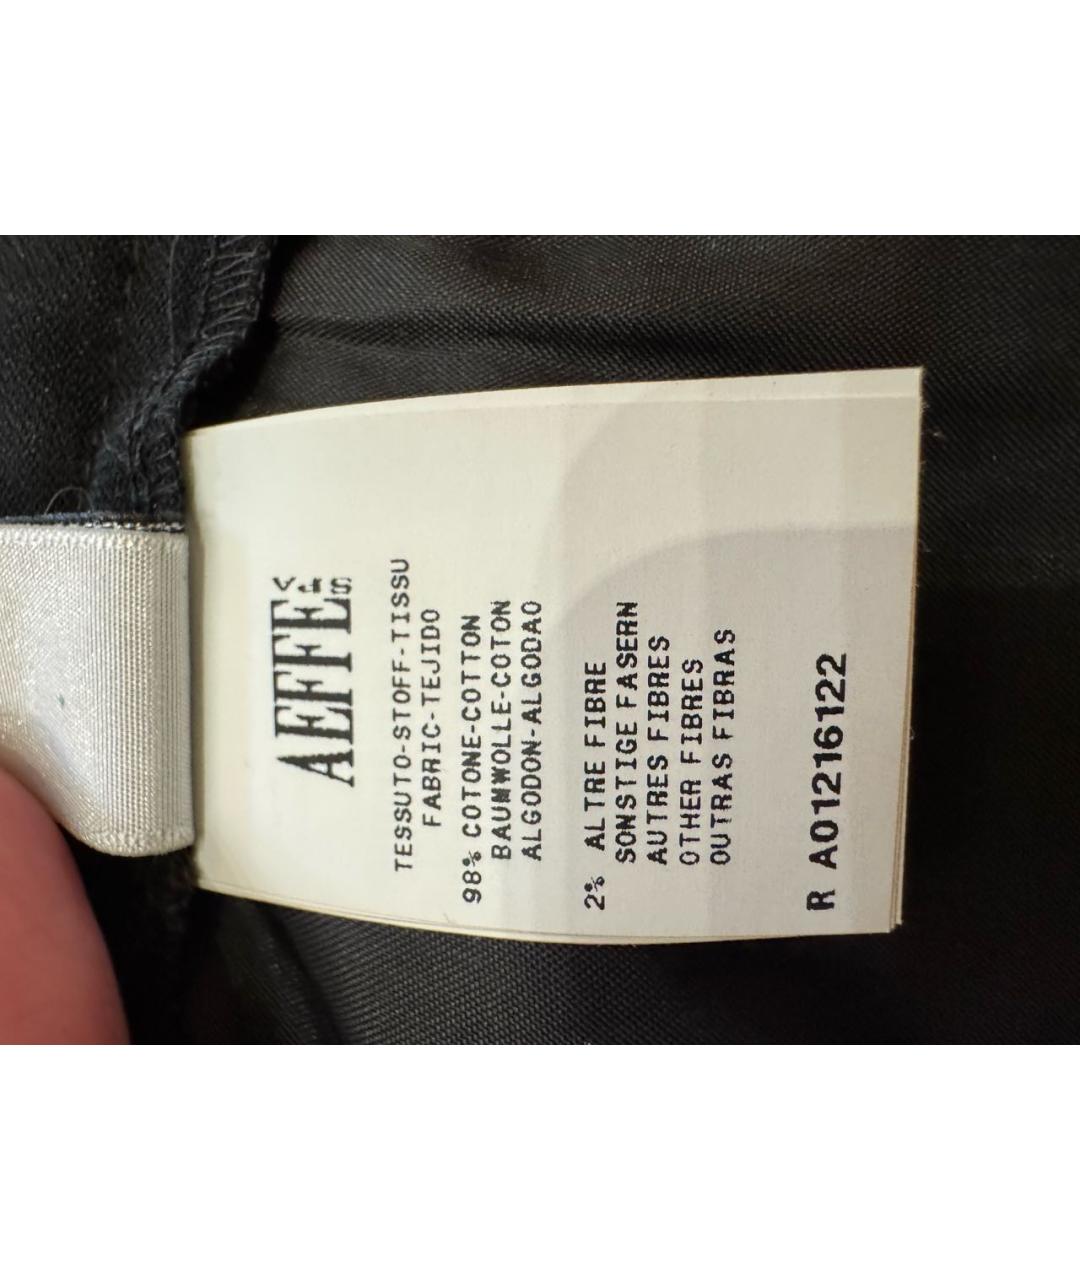 AEFFE SPA
TESSUTO-STOFF-TISSU
FABRIC-TEJIDO
98% COTONE-COTTON
BAUMWOLLE-COTON
ALGODON-ALGODAO
2% ALTRE FIBRE
SONSTIGE FASERN
AUTRES FIBRES
OTHER FIBRES
OUTRAS FIBRAS
R A01216122